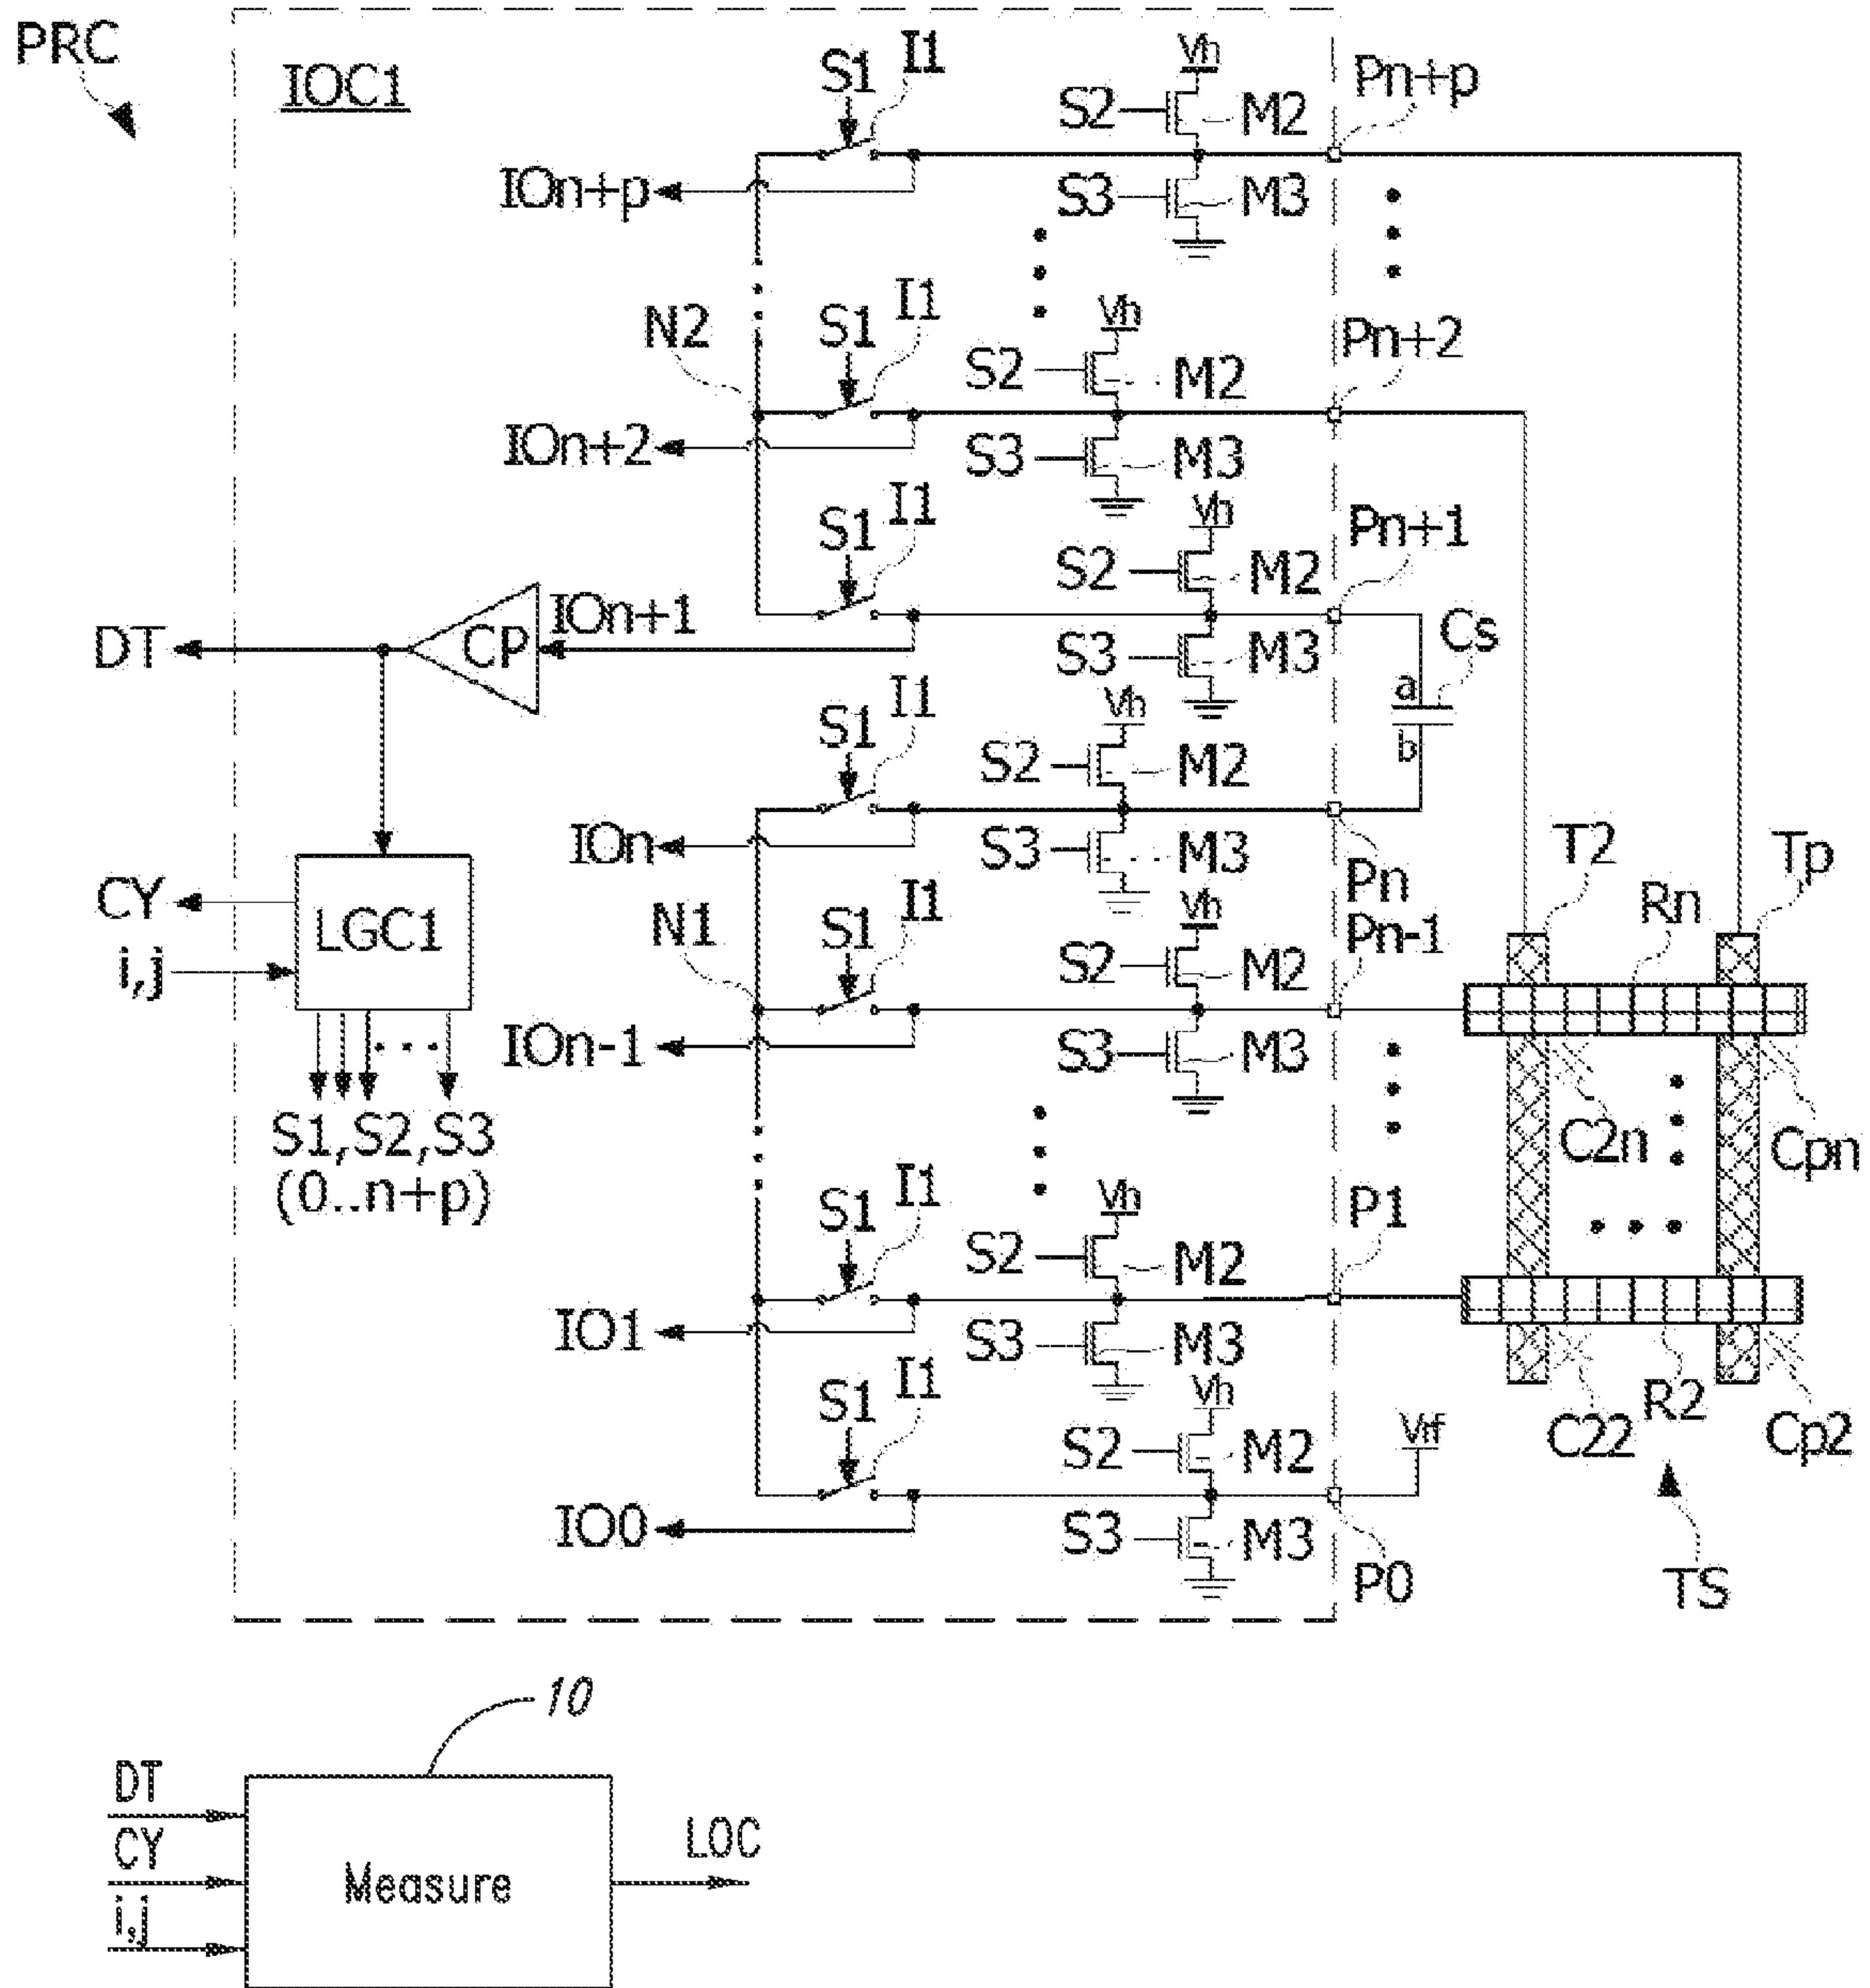 PRC
IOC1
S1
I1
Vh
Pn+p
S2
M2
IOn+p
S3
M3
N2
S1
I1
Vh
Pn+2
S2
M2
IOn+2
S3
M3
S1
I1
Vh
Pn+1
S2
M2
DT
CP
IOn+1
S3
M3
Cs
a
b
S1
I1
Vh
S2
M2
IOn
S3
M3
Pn
T2
Tp
CY
LGC1
i,j
N1
S1
I1
Vh
Pn-1
Rn
S2
M2
IOn-1
S3
M3
S1,S2,S3
(0..n+p)
C2n
Cpn
S1
I1
Vh
P1
S2
M2
IO1
S3
M3
S1
I1
Vh
Vrf
C22
R2
Cp2
S2
M2
IO0
S3
M3
P0
TS
10
DT
CY
i,j
Measure
LOC